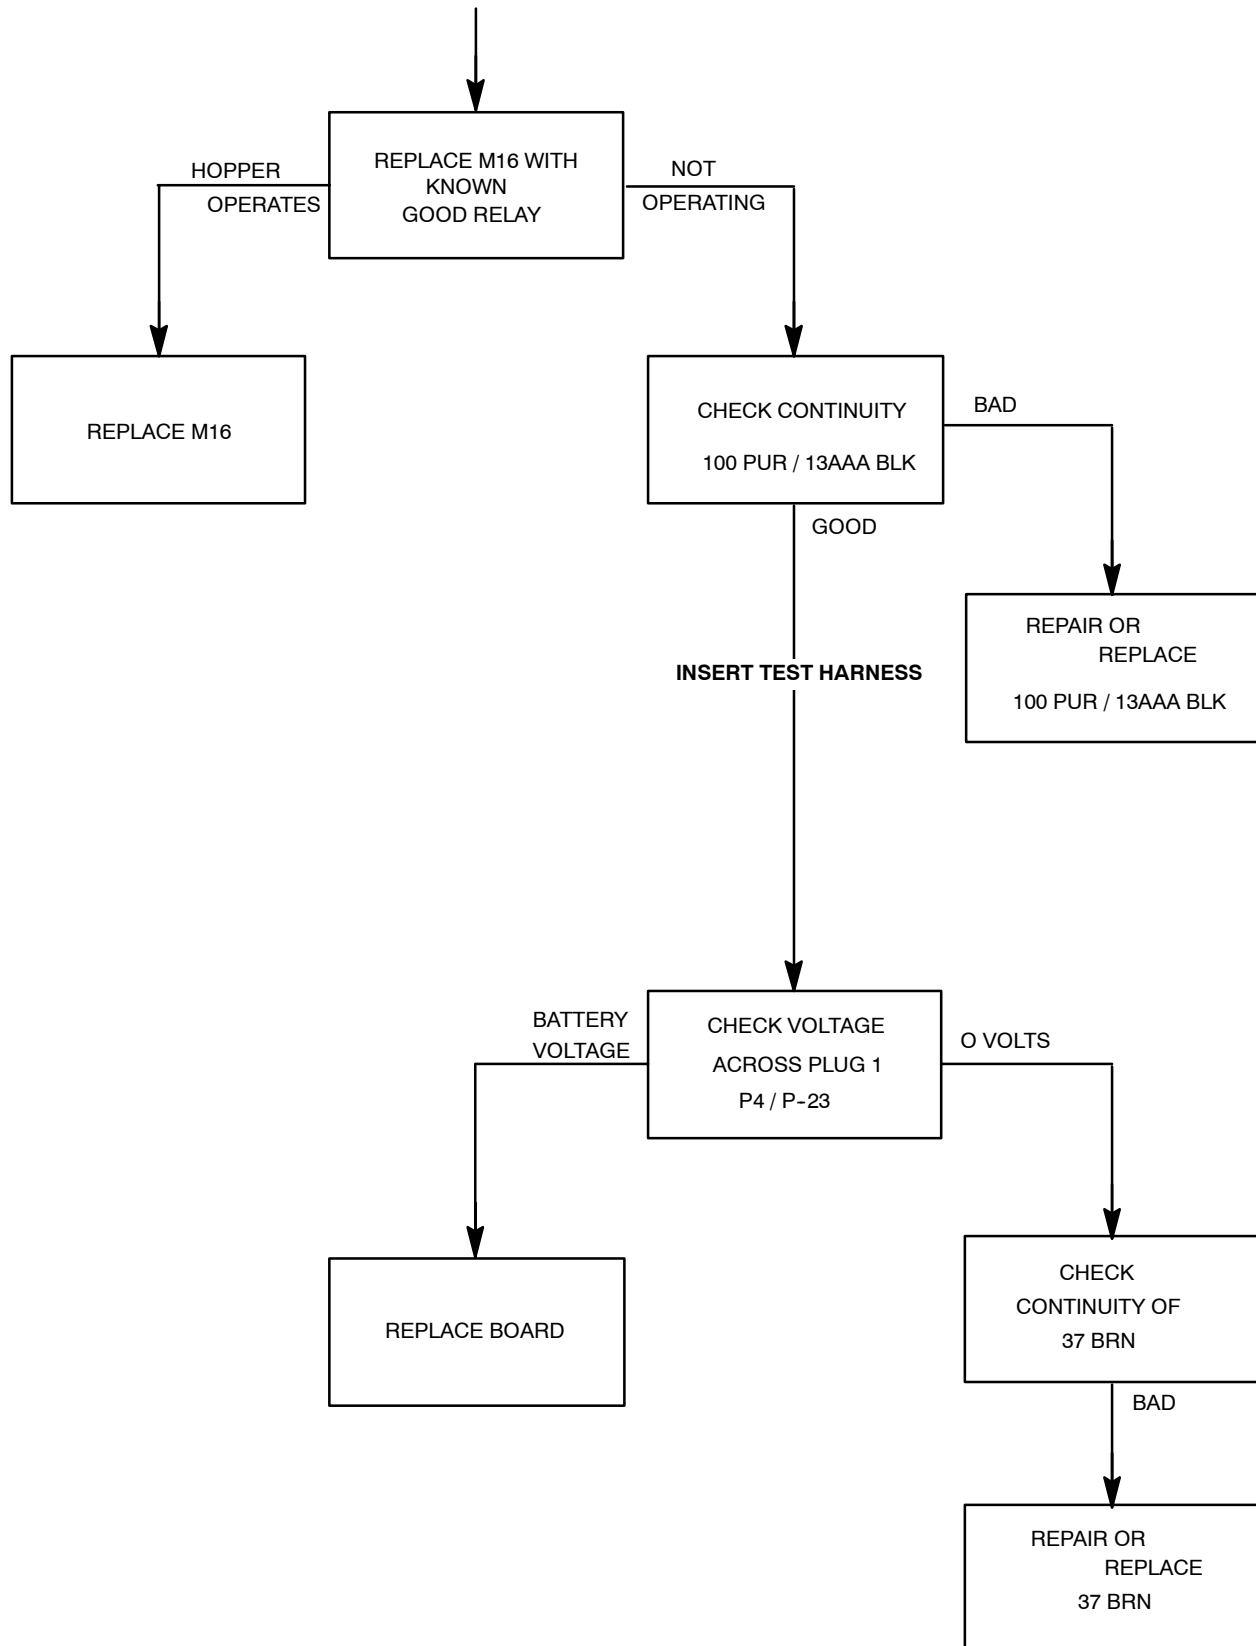 REPLACE M16 WITH
KNOWN
GOOD RELAY
HOPPER
OPERATES
NOT
OPERATING
REPLACE M16
CHECK CONTINUITY
100 PUR / 13AAA BLK
BAD
GOOD
REPAIR OR
REPLACE
100 PUR / 13AAA BLK
INSERT TEST HARNESS
BATTERY
VOLTAGE
CHECK VOLTAGE
ACROSS PLUG 1
P4 / P-23
O VOLTS
REPLACE BOARD
CHECK
CONTINUITY OF
37 BRN
BAD
REPAIR OR
REPLACE
37 BRN